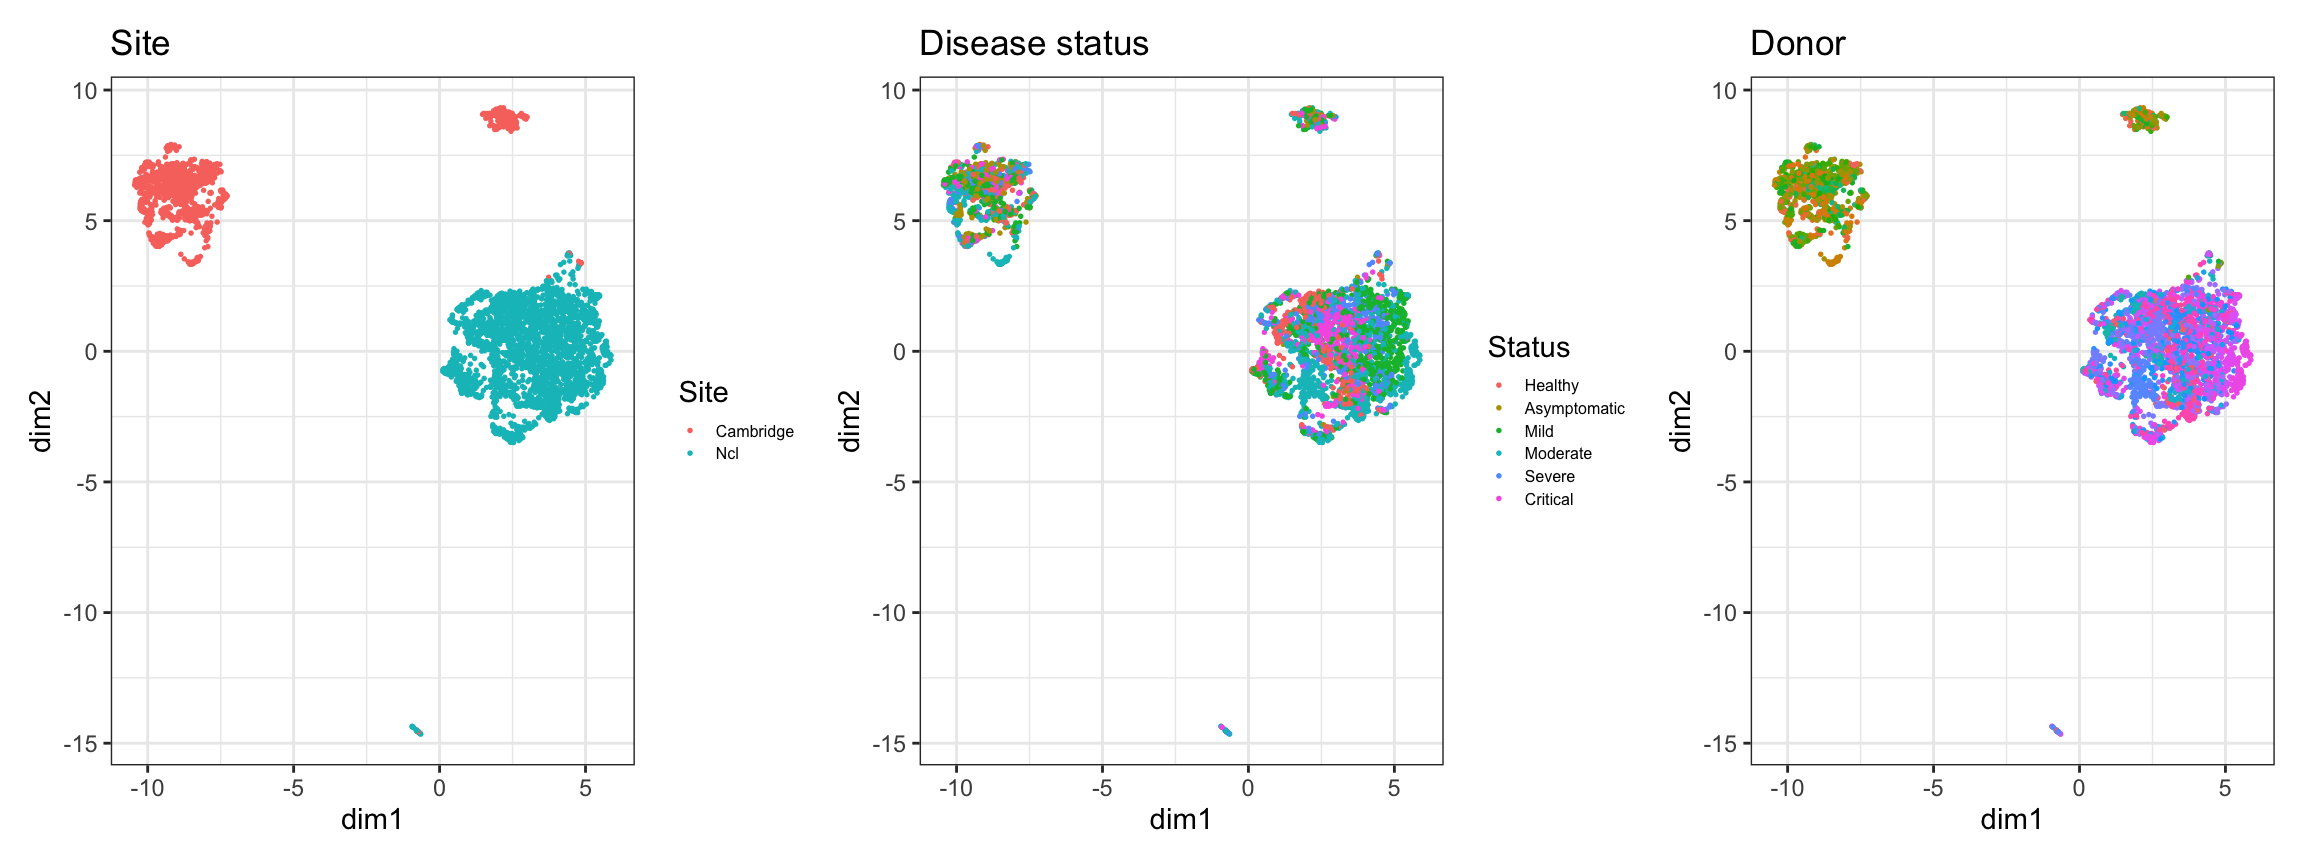 Site
Disease status
Donor
10
5
0
-5
-10
-15
dim2
-10
-5
0
5
dim1
Site
Cambridge
Ncl
10
5
0
-5
-10
-15
dim2
-10
-5
0
5
dim1
Status
Healthy
Asymptomatic
Mild
Moderate
Severe
Critical
10
5
0
-5
-10
-15
dim2
-10
-5
0
5
dim1